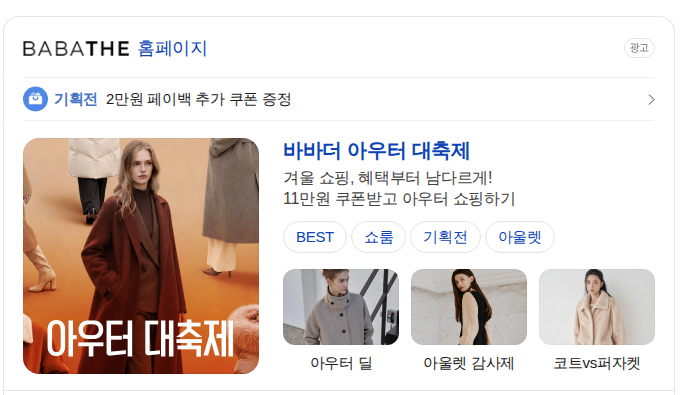 BABATHE 홈페이지
광고
기획전 2만원 페이백 추가 쿠폰 증정
바바더 아우터 대축제
겨울 쇼핑, 혜택부터 남다르게!
11만원 쿠폰받고 아우터 쇼핑하기
BEST 쇼룸 기획전 아울렛
아우터 대축제
아우터 딜 아울렛 감사제 코트vs퍼자켓